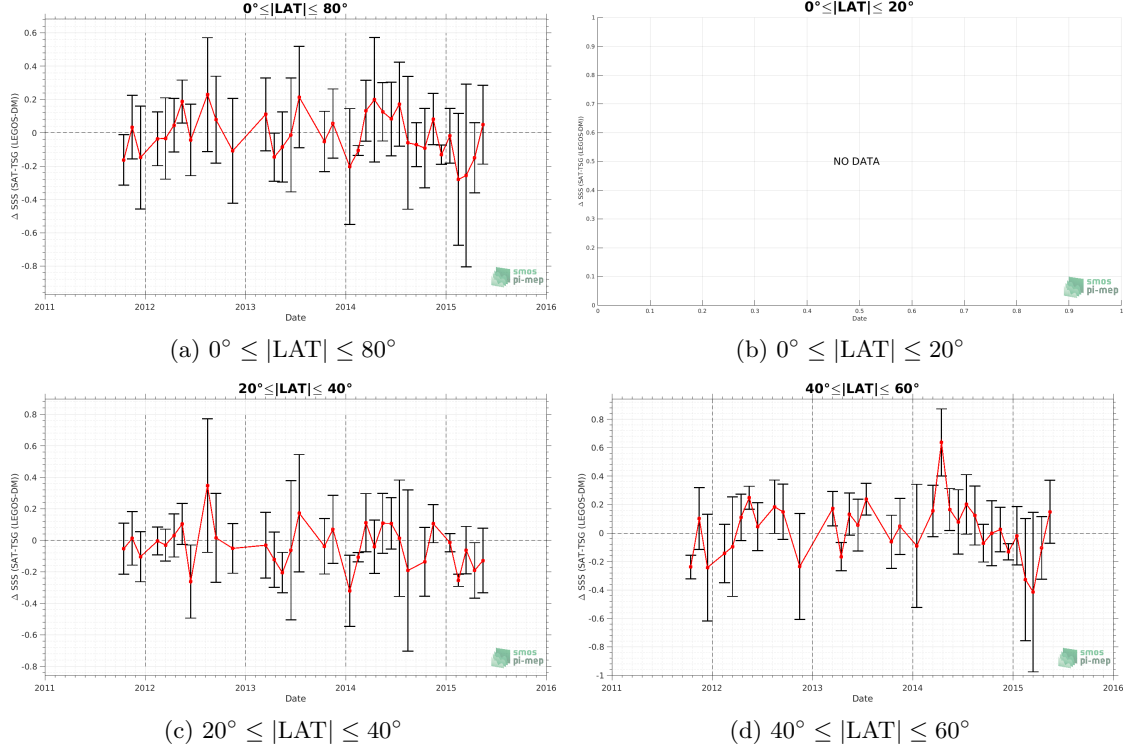 0°≤|LAT|≤ 80°
Δ SSS (SAT-TSG (LEGOS-DM))
0.6
0.4
0.2
0
-0.2
-0.4
-0.6
-0.8
2011
2012
2013
2014
2015
2016
Date
smos
pi-mep
(a) 0° ≤ |LAT| ≤ 80°
0°≤|LAT|≤ 20°
Δ SSS (SAT-TSG (LEGOS-DM))
1
0.9
0.8
0.7
0.6
0.5
0.4
0.3
0.2
0.1
0
NO DATA
0
0.1
0.2
0.3
0.4
0.5
0.6
0.7
0.8
0.9
1
Date
smos
pi-mep
(b) 0° ≤ |LAT| ≤ 20°
20°≤|LAT|≤ 40°
Δ SSS (SAT-TSG (LEGOS-DM))
0.8
0.6
0.4
0.2
0
-0.2
-0.4
-0.6
-0.8
2011
2012
2013
2014
2015
2016
Date
smos
pi-mep
(c) 20° ≤ |LAT| ≤ 40°
40°≤|LAT|≤ 60°
Δ SSS (SAT-TSG (LEGOS-DM))
0.8
0.6
0.4
0.2
0
-0.2
-0.4
-0.6
-0.8
-1
2011
2012
2013
2014
2015
2016
Date
smos
pi-mep
(d) 40° ≤ |LAT| ≤ 60°